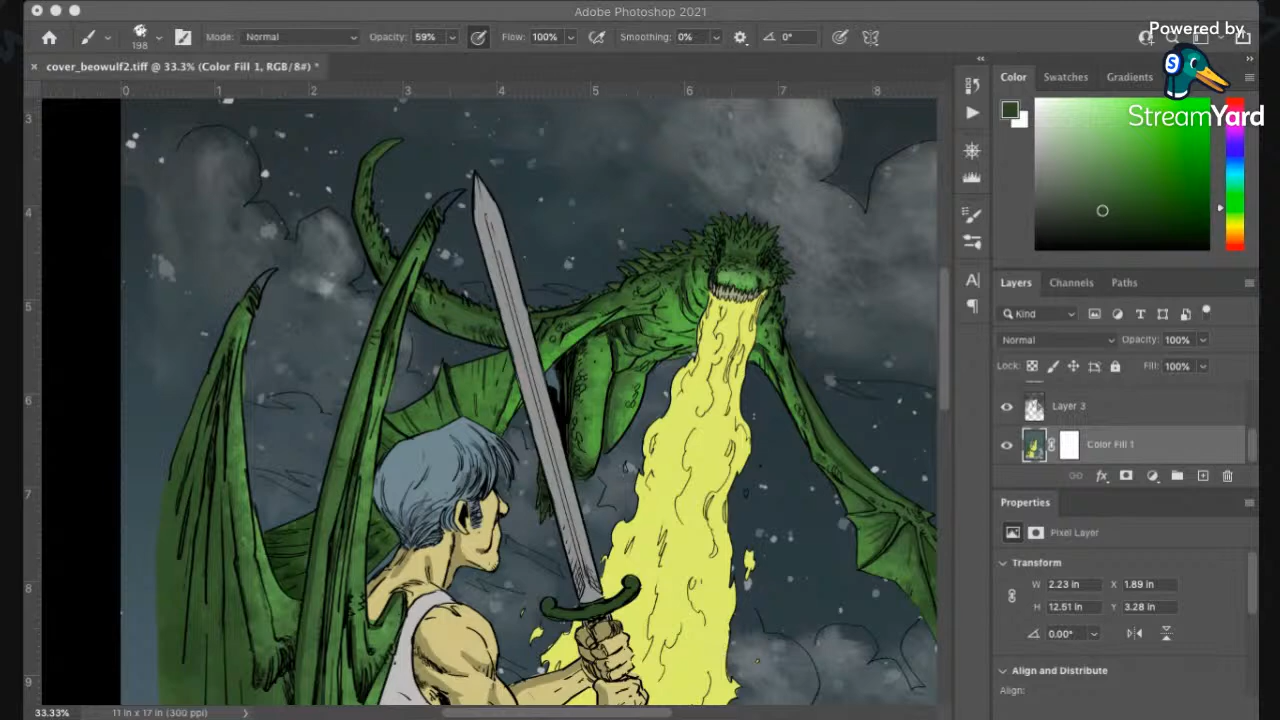 Adobe Photoshop 2021
Powered by
StreamYard
198
Mode: Normal
Opacity: 59%
Flow: 100%
Smoothing: 0%
0°
cover_beowulf2.tiff @ 33.3% (Color Fill 1, RGB/8#) *
0 1 2 3 4 5 6 7 8
3
4
5
6
7
8
9
Color Swatches Gradients
Layers Channels Paths
Kind
Normal Opacity: 100%
Lock: Fill: 100%
Layer 3
Color Fill 1
fx
Properties
Pixel Layer
Transform
W 2.23 in X 1.89 in
H 12.51 in Y 3.28 in
0.00°
Align and Distribute
Align:
33.33% 11 in x 17 in (300 ppi)